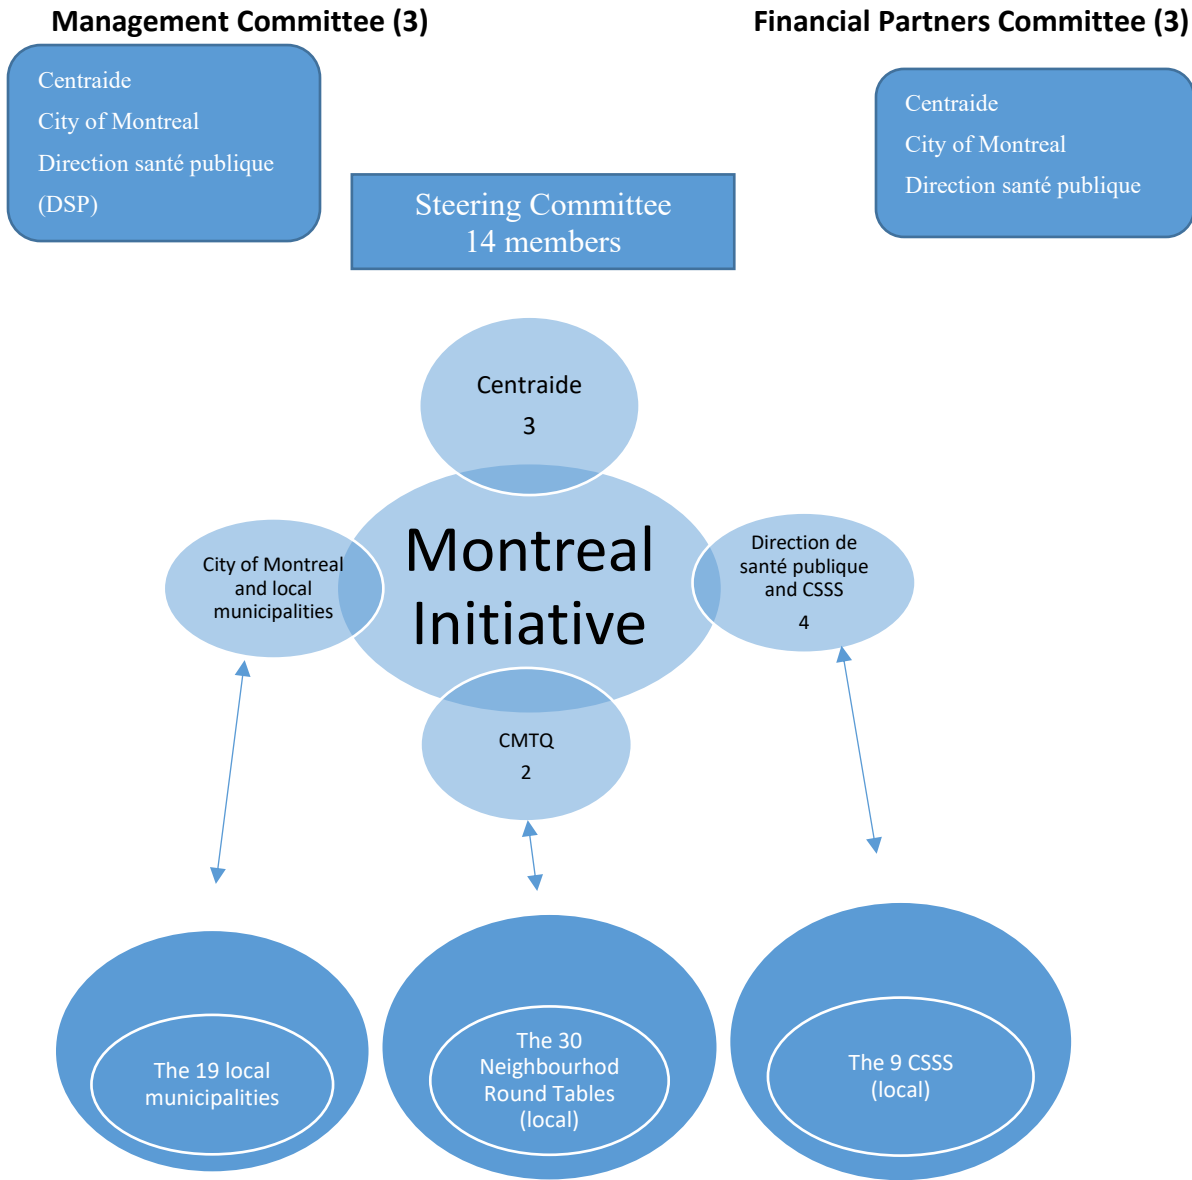 Management Committee (3)
Financial Partners Committee (3)
Centraide
City of Montreal
Direction santé publique
(DSP)
Centraide
City of Montreal
Direction santé publique
Steering Committee
14 members
Centraide
3
Montreal
Initiative
City of Montreal
and local
municipalities
Direction de
santé publique
and CSSS
4
CMTQ
2
The 19 local
municipalities
The 30
Neighbourhod
Round Tables
(local)
The 9 CSSS
(local)